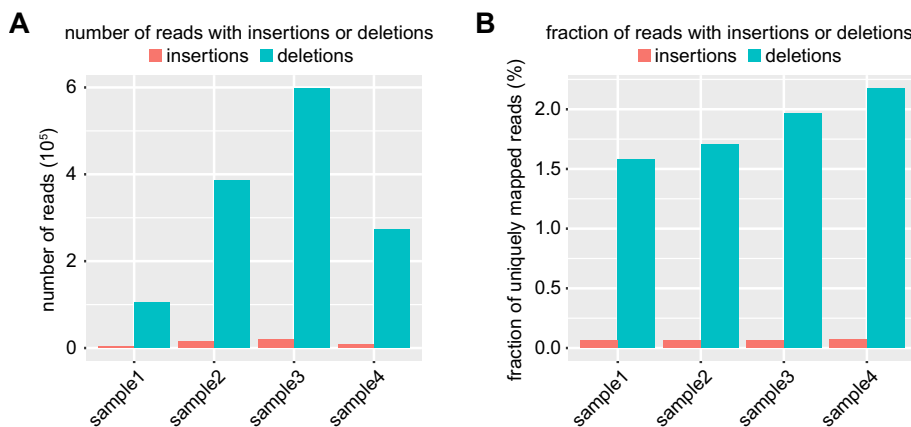 A
number of reads with insertions or deletions
insertions deletions
number of reads (10⁵)
6
4
2
0
sample1 sample2 sample3 sample4
B
fraction of reads with insertions or deletions
insertions deletions
fraction of uniquely mapped reads (%)
2.0
1.5
1.0
0.5
0.0
sample1 sample2 sample3 sample4